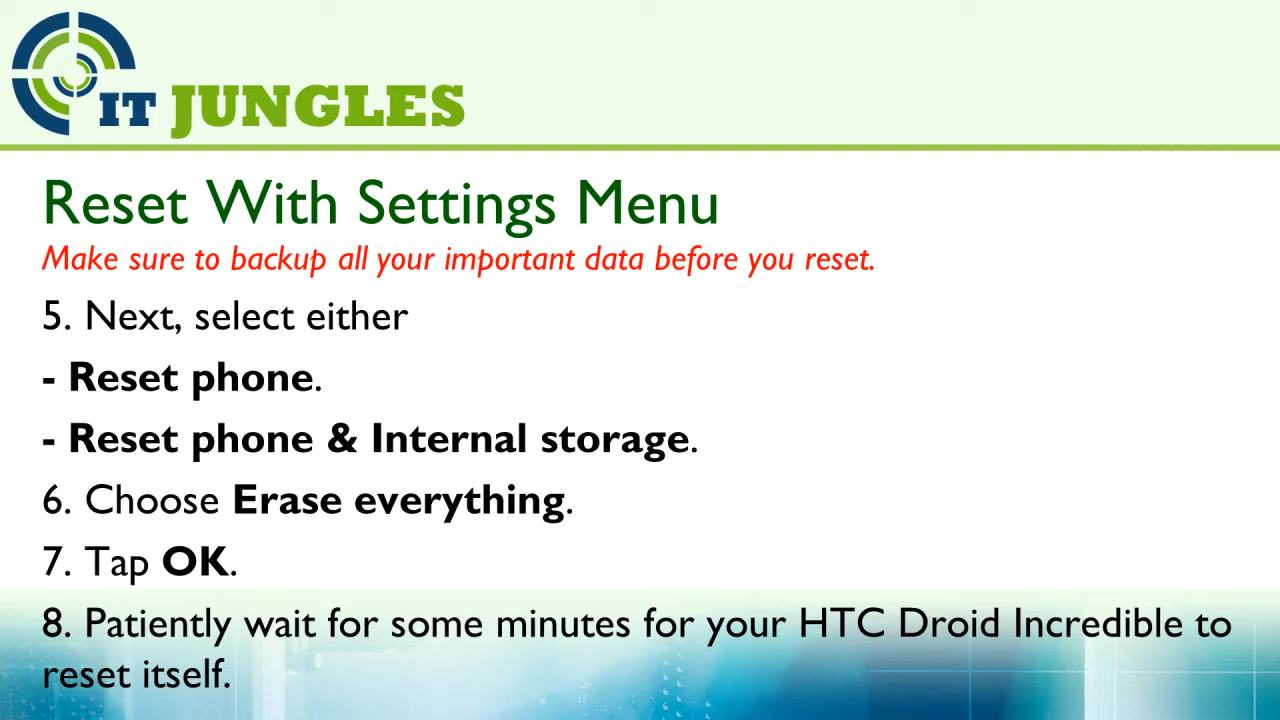 IT JUNGLES
Reset With Settings Menu
Make sure to backup all your important data before you reset.
5. Next, select either
- Reset phone.
- Reset phone & Internal storage.
6. Choose Erase everything.
7. Tap OK.
8. Patiently wait for some minutes for your HTC Droid Incredible to
reset itself.